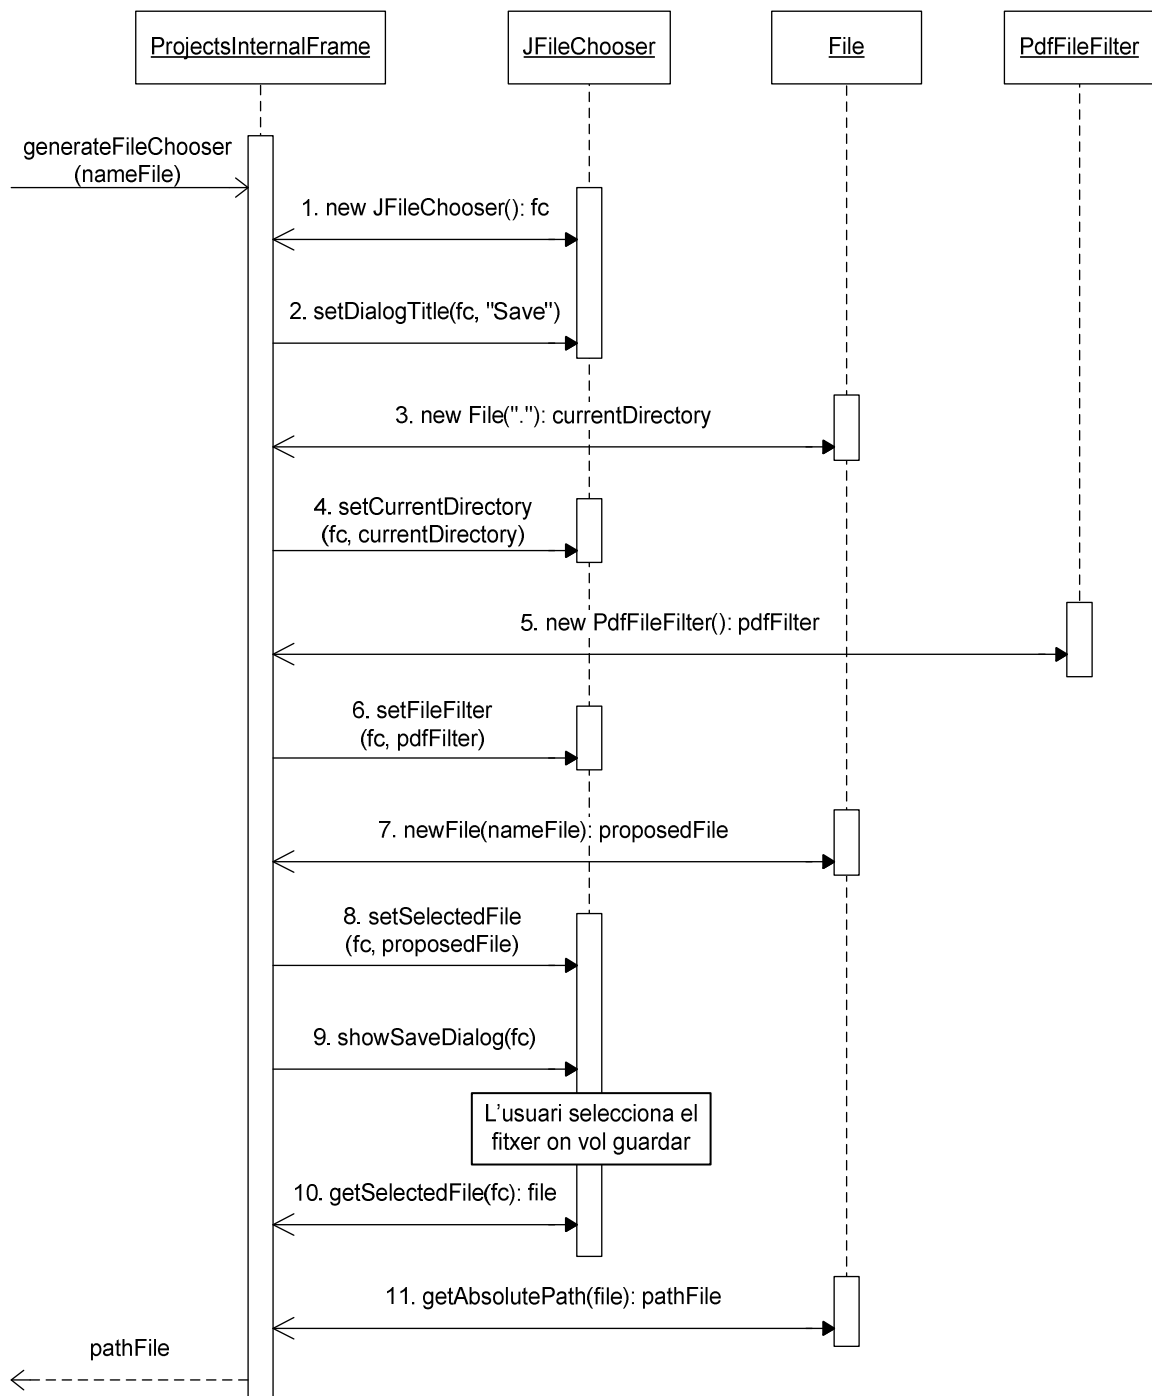 ProjectsInternalFrame
JFileChooser
File
PdfFileFilter
generateFileChooser
(nameFile)
1. new JFileChooser(): fc
2. setDialogTitle(fc, "Save")
3. new File("."): currentDirectory
4. setCurrentDirectory
(fc, currentDirectory)
5. new PdfFileFilter(): pdfFilter
6. setFileFilter
(fc, pdfFilter)
7. newFile(nameFile): proposedFile
8. setSelectedFile
(fc, proposedFile)
9. showSaveDialog(fc)
L'usuari selecciona el
fitxer on vol guardar
10. getSelectedFile(fc): file
11. getAbsolutePath(file): pathFile
pathFile